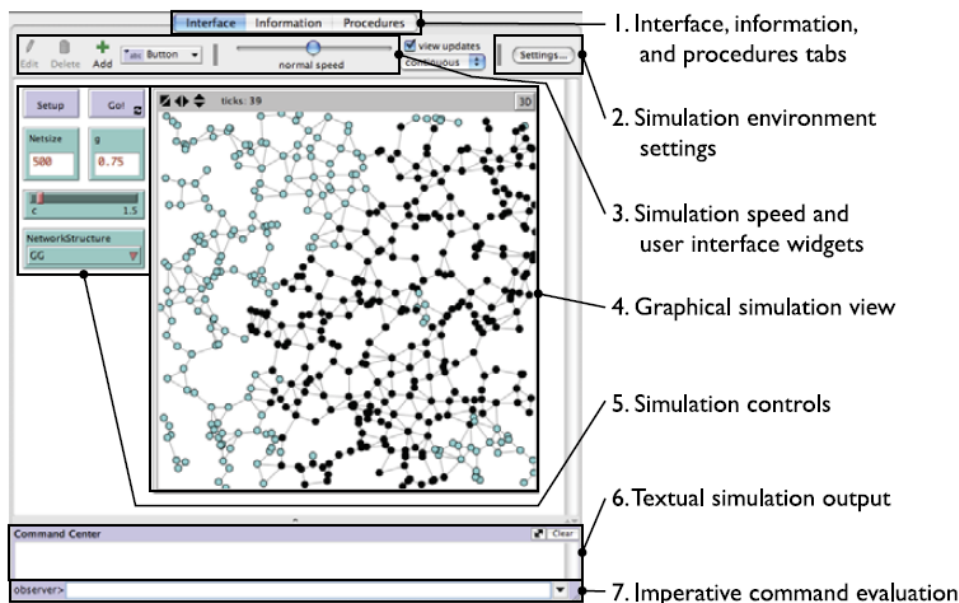 Interface Information Procedures
1. Interface, information,
and procedures tabs
Edit Delete Add abc Button
normal speed
view updates
continuous
Settings...
2. Simulation environment
settings
3. Simulation speed and
user interface widgets
Setup Go!
Netsize
500
g
0.75
c 1.5
NetworkStructure
GG
ticks: 39
3D
4. Graphical simulation view
5. Simulation controls
6. Textual simulation output
Command Center
Clear
observer>
7. Imperative command evaluation